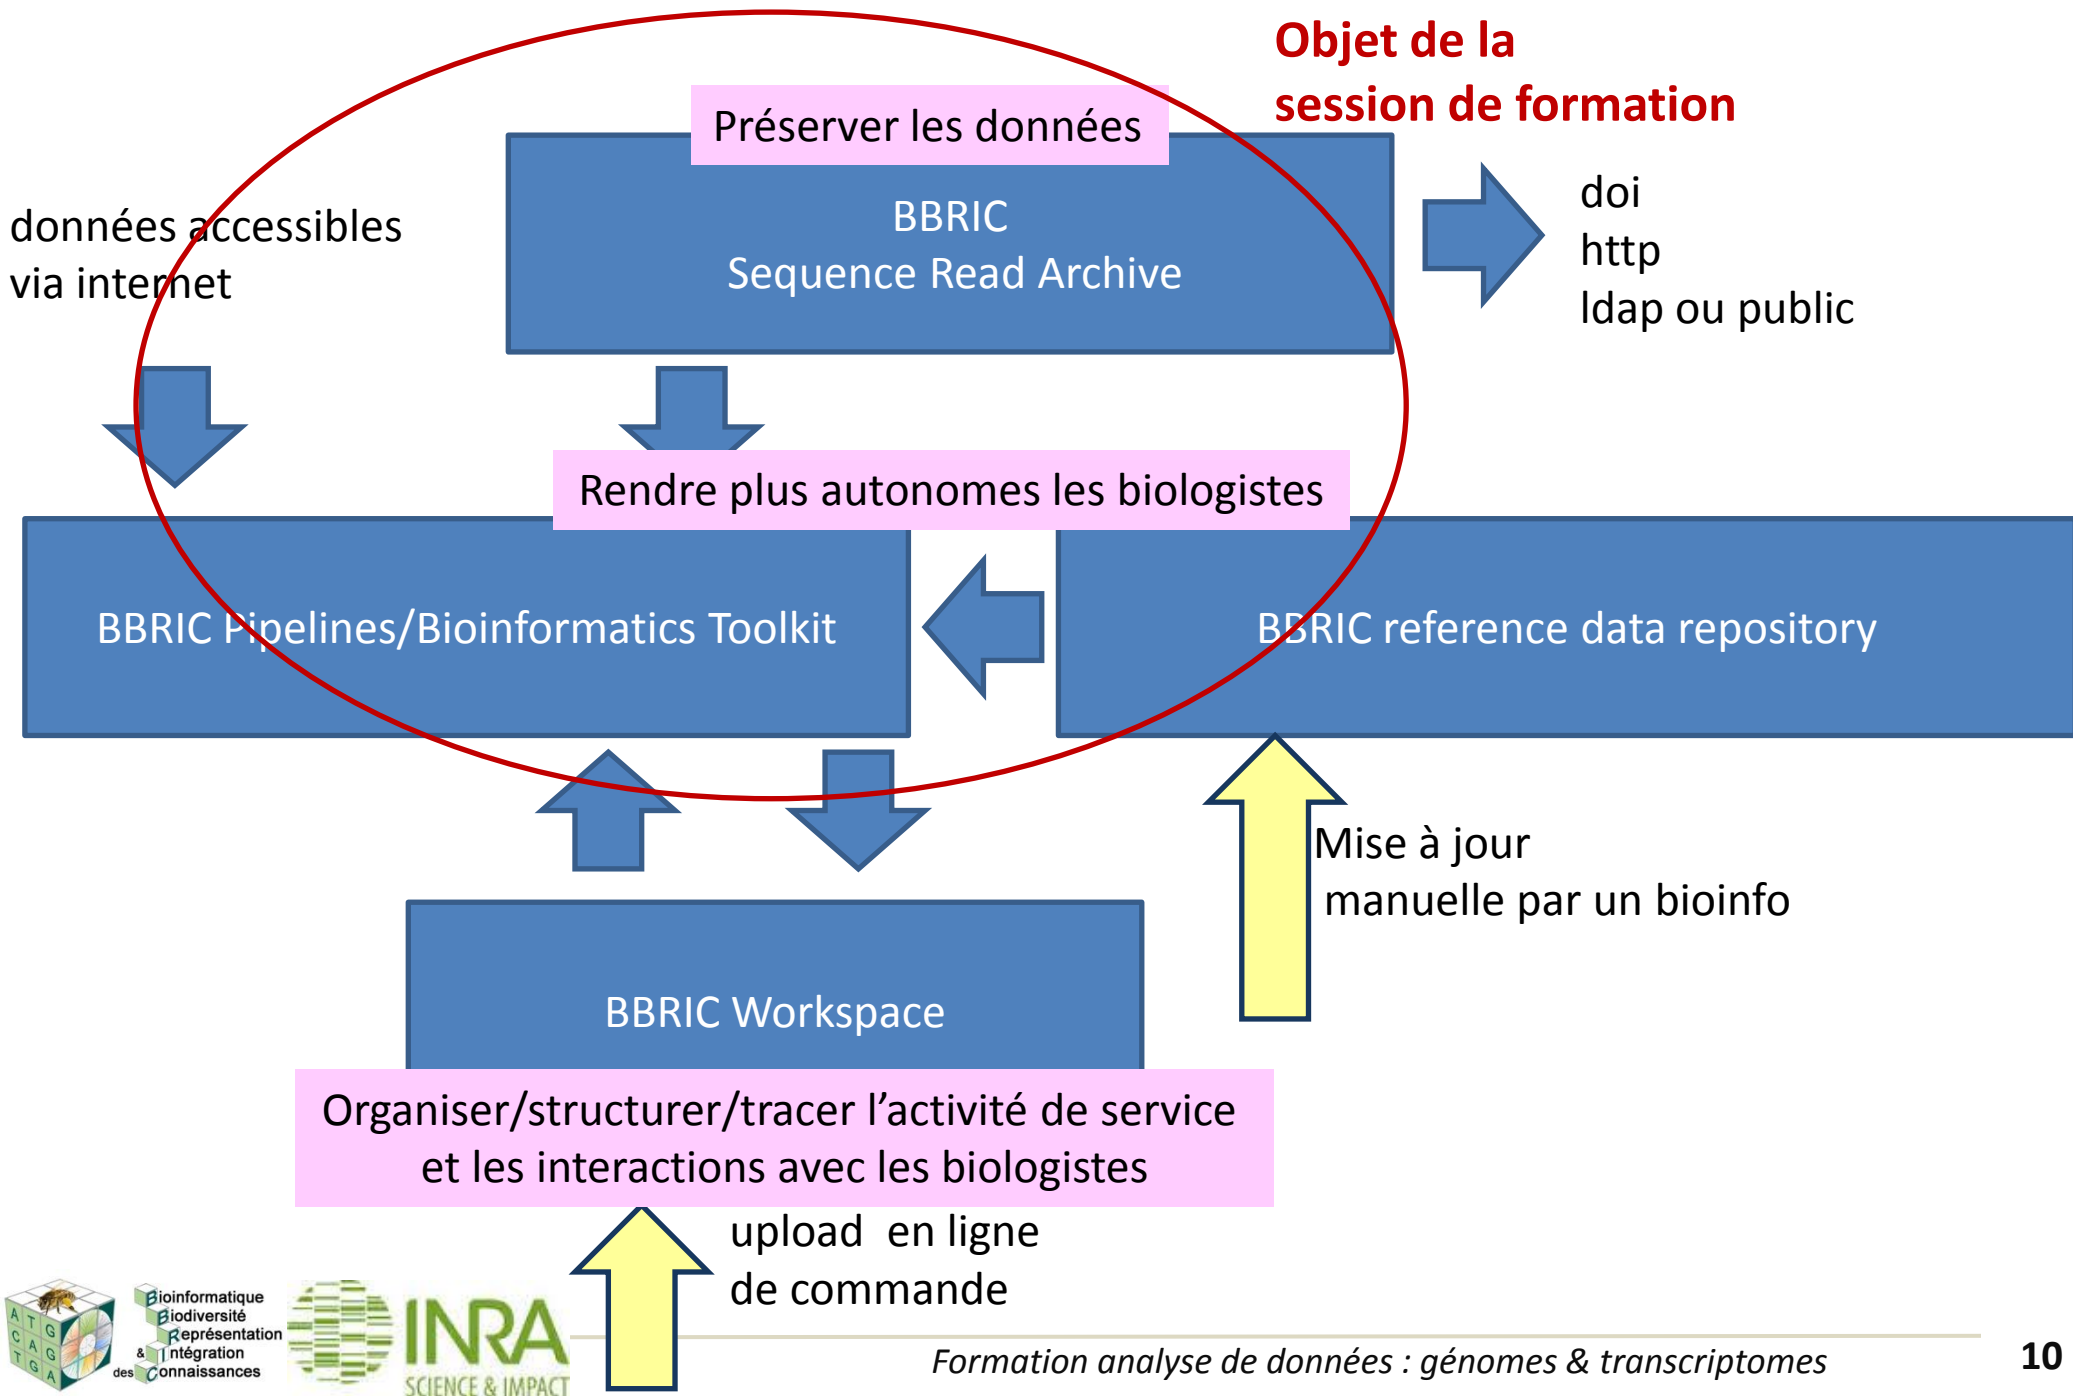 Objet de la
session de formation
Préserver les données
BBRIC
Sequence Read Archive
doi
http
ldap ou public
données accessibles
via internet
Rendre plus autonomes les biologistes
BBRIC Pipelines/Bioinformatics Toolkit
BBRIC reference data repository
Mise à jour
manuelle par un bioinfo
BBRIC Workspace
Organiser/structurer/tracer l’activité de service
et les interactions avec les biologistes
upload en ligne
de commande
A T G
C A G
T G A
Bioinformatique
Biodiversité
Représentation
& Intégration
des Connaissances
INRA
SCIENCE & IMPACT
Formation analyse de données : génomes & transcriptomes
10